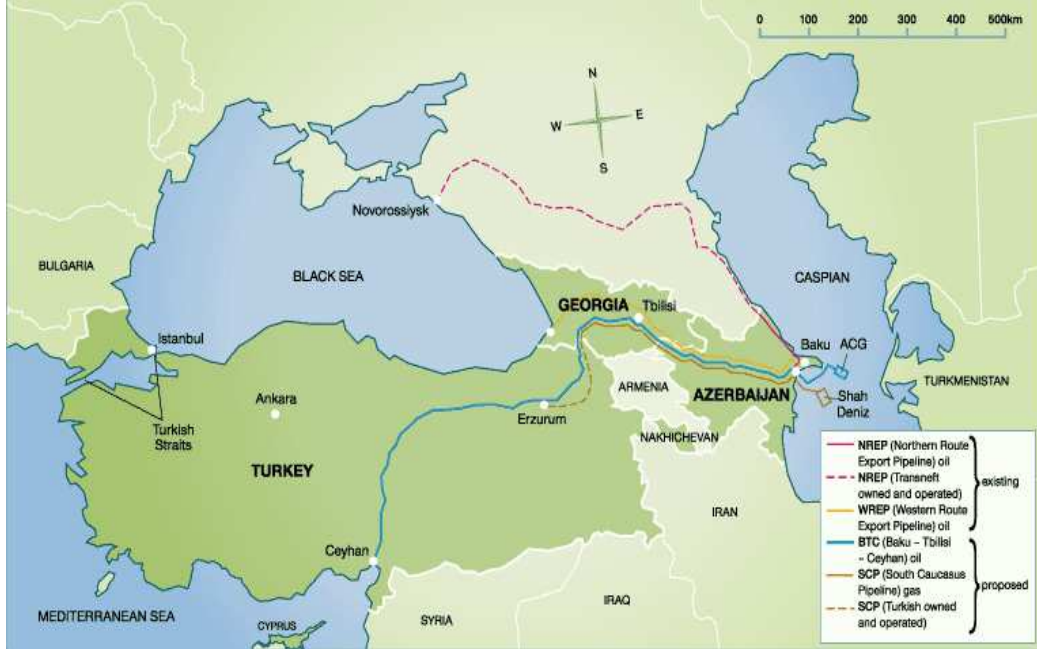 0 100 200 300 400 500km
N
W E
S
Novorossiysk
BULGARIA
BLACK SEA
CASPIAN
GEORGIA
Tbilisi
Istanbul
Baku
ACG
TURKMENISTAN
ARMENIA
AZERBAIJAN
Shah
Deniz
Ankara
Erzurum
Turkish
Straits
NAKHICHEVAN
TURKEY
IRAN
Ceyhan
MEDITERRANEAN SEA
CYPRUS
SYRIA
IRAQ
NREP (Northern Route
Export Pipeline) oil
NREP (Transneft
owned and operated)
WREP (Western Route
Export Pipeline) oil
existing
BTC (Baku – Tbilisi
– Ceyhan) oil
SCP (South Caucasus
Pipeline) gas
SCP (Turkish owned
and operated)
proposed